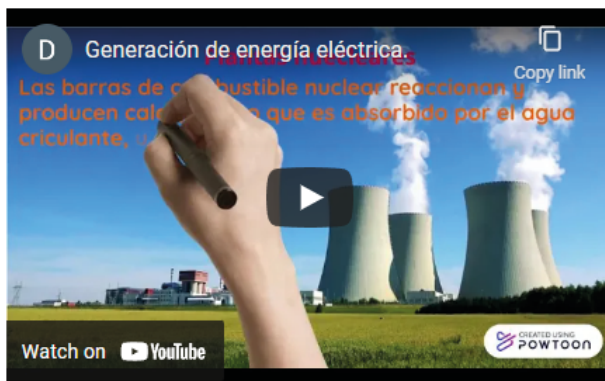 D
Generación de energía eléctrica.
Copy link
Plantas Nucleares
Las barras de combustible nuclear reaccionan y
producen que es absorbido por el agua
criculante,
Watch on YouTube
CREATED USING
POWTOON